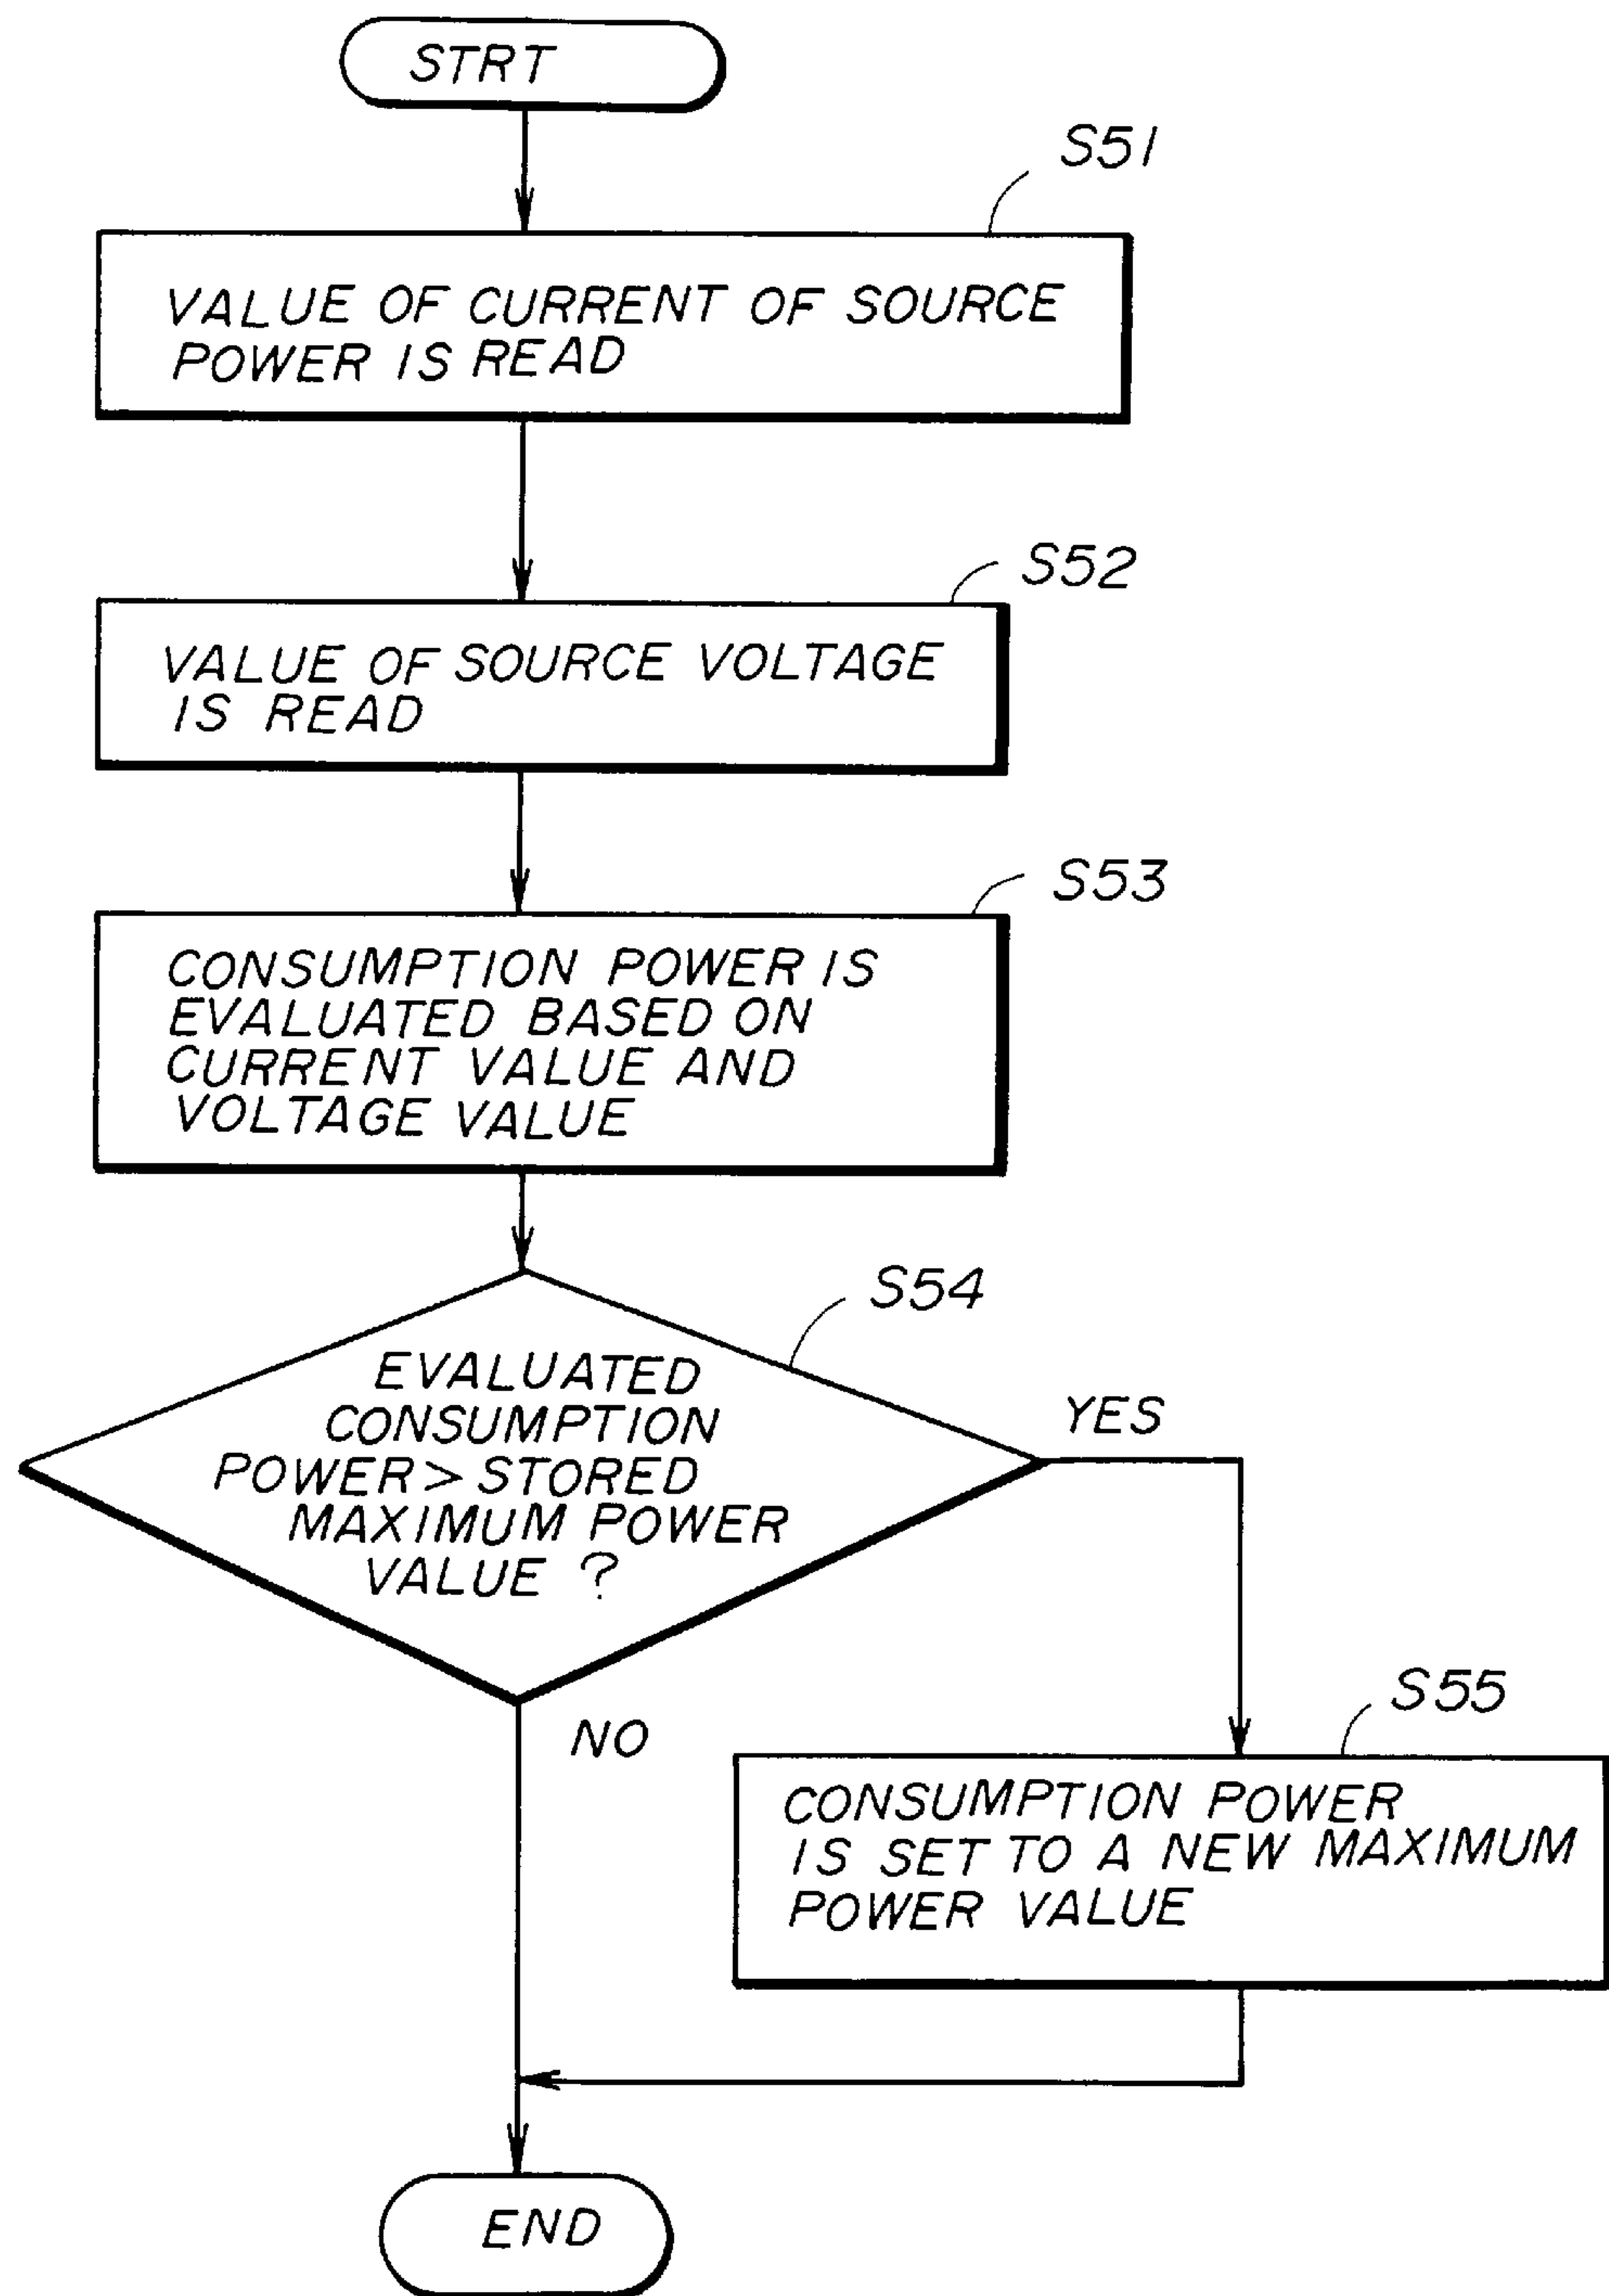 STRT
S51
VALUE OF CURRENT OF SOURCE
POWER IS READ
S52
VALUE OF SOURCE VOLTAGE
IS READ
S53
CONSUMPTION POWER IS
EVALUATED BASED ON
CURRENT VALUE AND
VOLTAGE VALUE
S54
EVALUATED
CONSUMPTION
POWER > STORED
MAXIMUM POWER
VALUE ?
YES
NO
S55
CONSUMPTION POWER
IS SET TO A NEW MAXIMUM
POWER VALUE
END